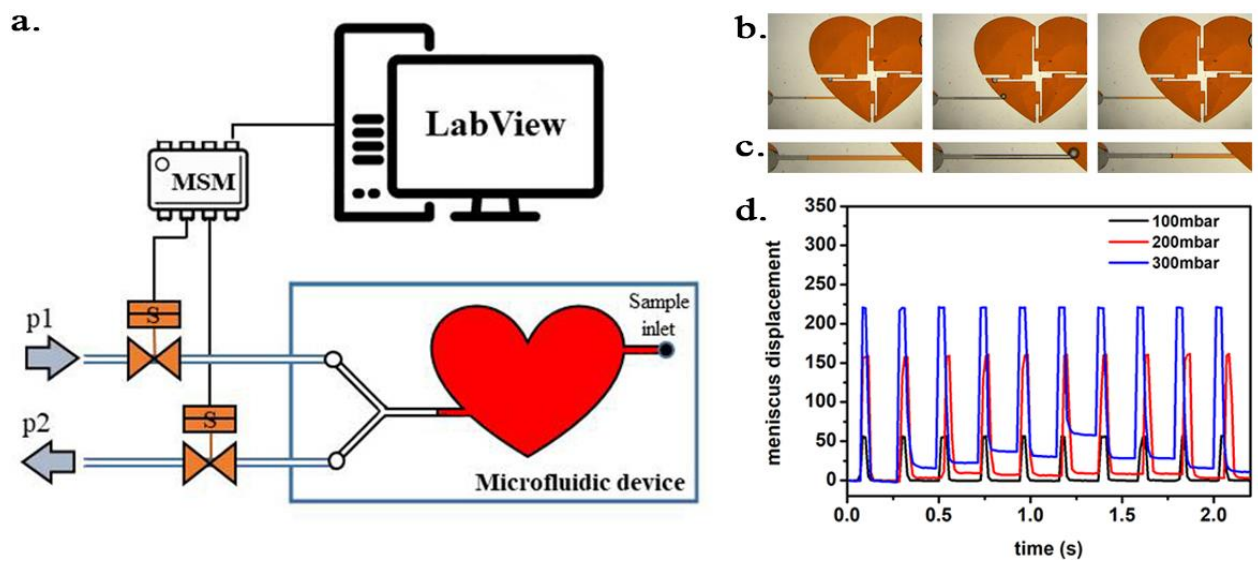 a.
LabView
MSM
S
p1
S
p2
Sample
inlet
Microfluidic device
b.
c.
d.
350
300
250
200
150
100
50
0
meniscus displacement
100mbar
200mbar
300mbar
0.0
0.5
1.0
1.5
2.0
time (s)